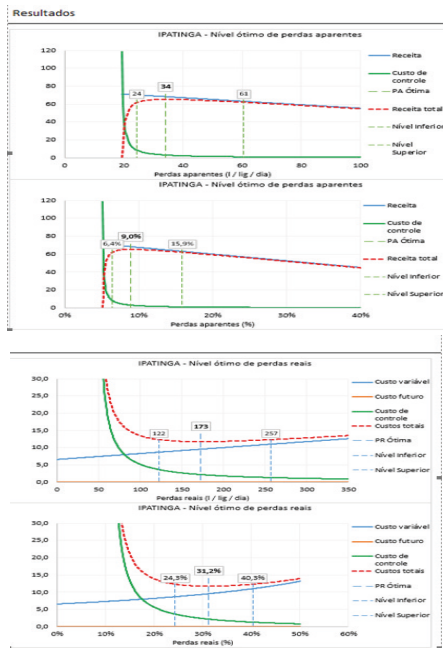 Resultados
IPATINGA - Nível ótimo de perdas aparentes
120
100
80
60
40
20
0
24
34
61
0 20 40 60 80 100
Perdas aparentes (l / lig / dia)
Receita
Custo de controle
PA Ótima
Receita total
Nível Inferior
Nível Superior
IPATINGA - Nível ótimo de perdas aparentes
120
100
80
60
40
20
0
6,4%
9,0%
15,9%
0% 10% 20% 30% 40%
Perdas aparentes (%)
Receita
Custo de controle
PA Ótima
Receita total
Nível Inferior
Nível Superior
IPATINGA - Nível ótimo de perdas reais
30,0
25,0
20,0
15,0
10,0
5,0
0,0
122
173
257
0 50 100 150 200 250 300 350
Perdas reais (l / lig / dia)
Custo variável
Custo futuro
Custo de controle
Custos totais
PR Ótima
Nível Inferior
Nível Superior
IPATINGA - Nível ótimo de perdas reais
30,0
25,0
20,0
15,0
10,0
5,0
0,0
24,3%
31,2%
40,3%
0% 10% 20% 30% 40% 50% 60%
Perdas reais (%)
Custo variável
Custo futuro
Custo de controle
Custos totais
PR Ótima
Nível Inferior
Nível Superior